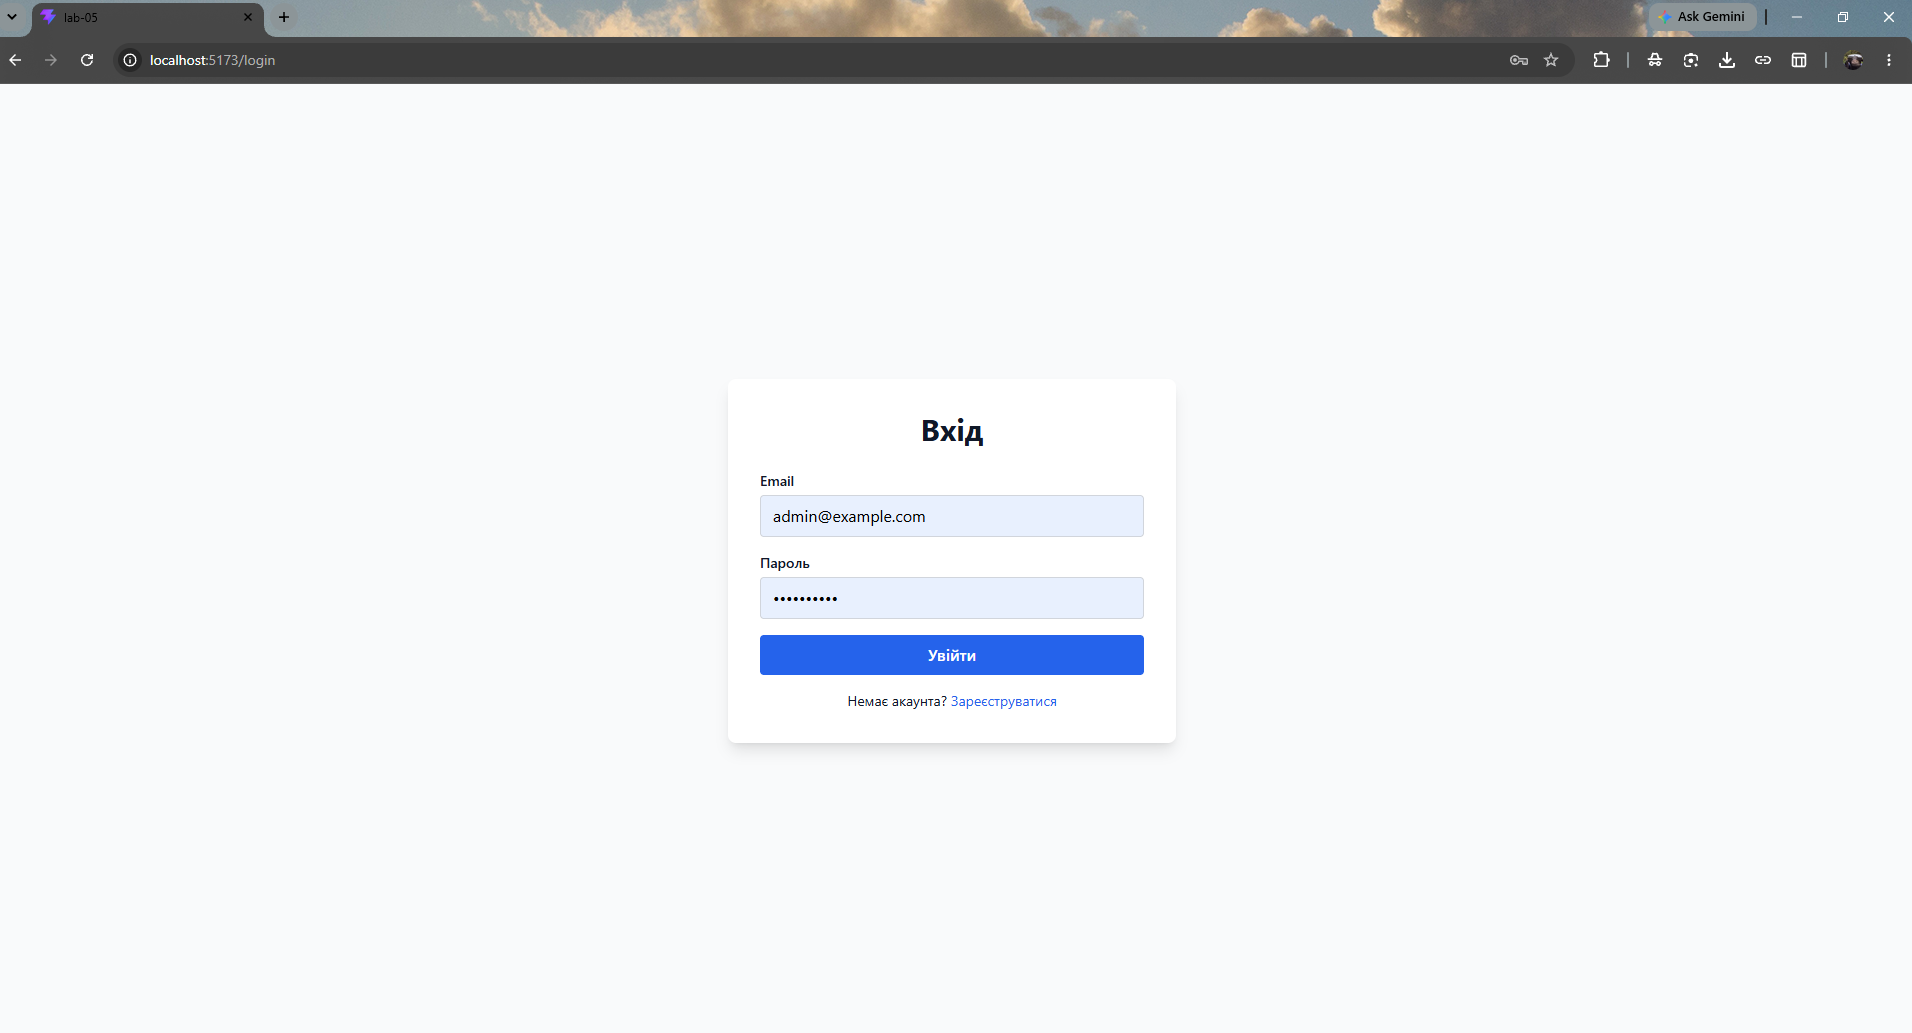 lab-05
Ask Gemini
localhost:5173/login
Вхід
Email
admin@example.com
Пароль
••••••••••
Увійти
Немає акаунта? Зареєструватися